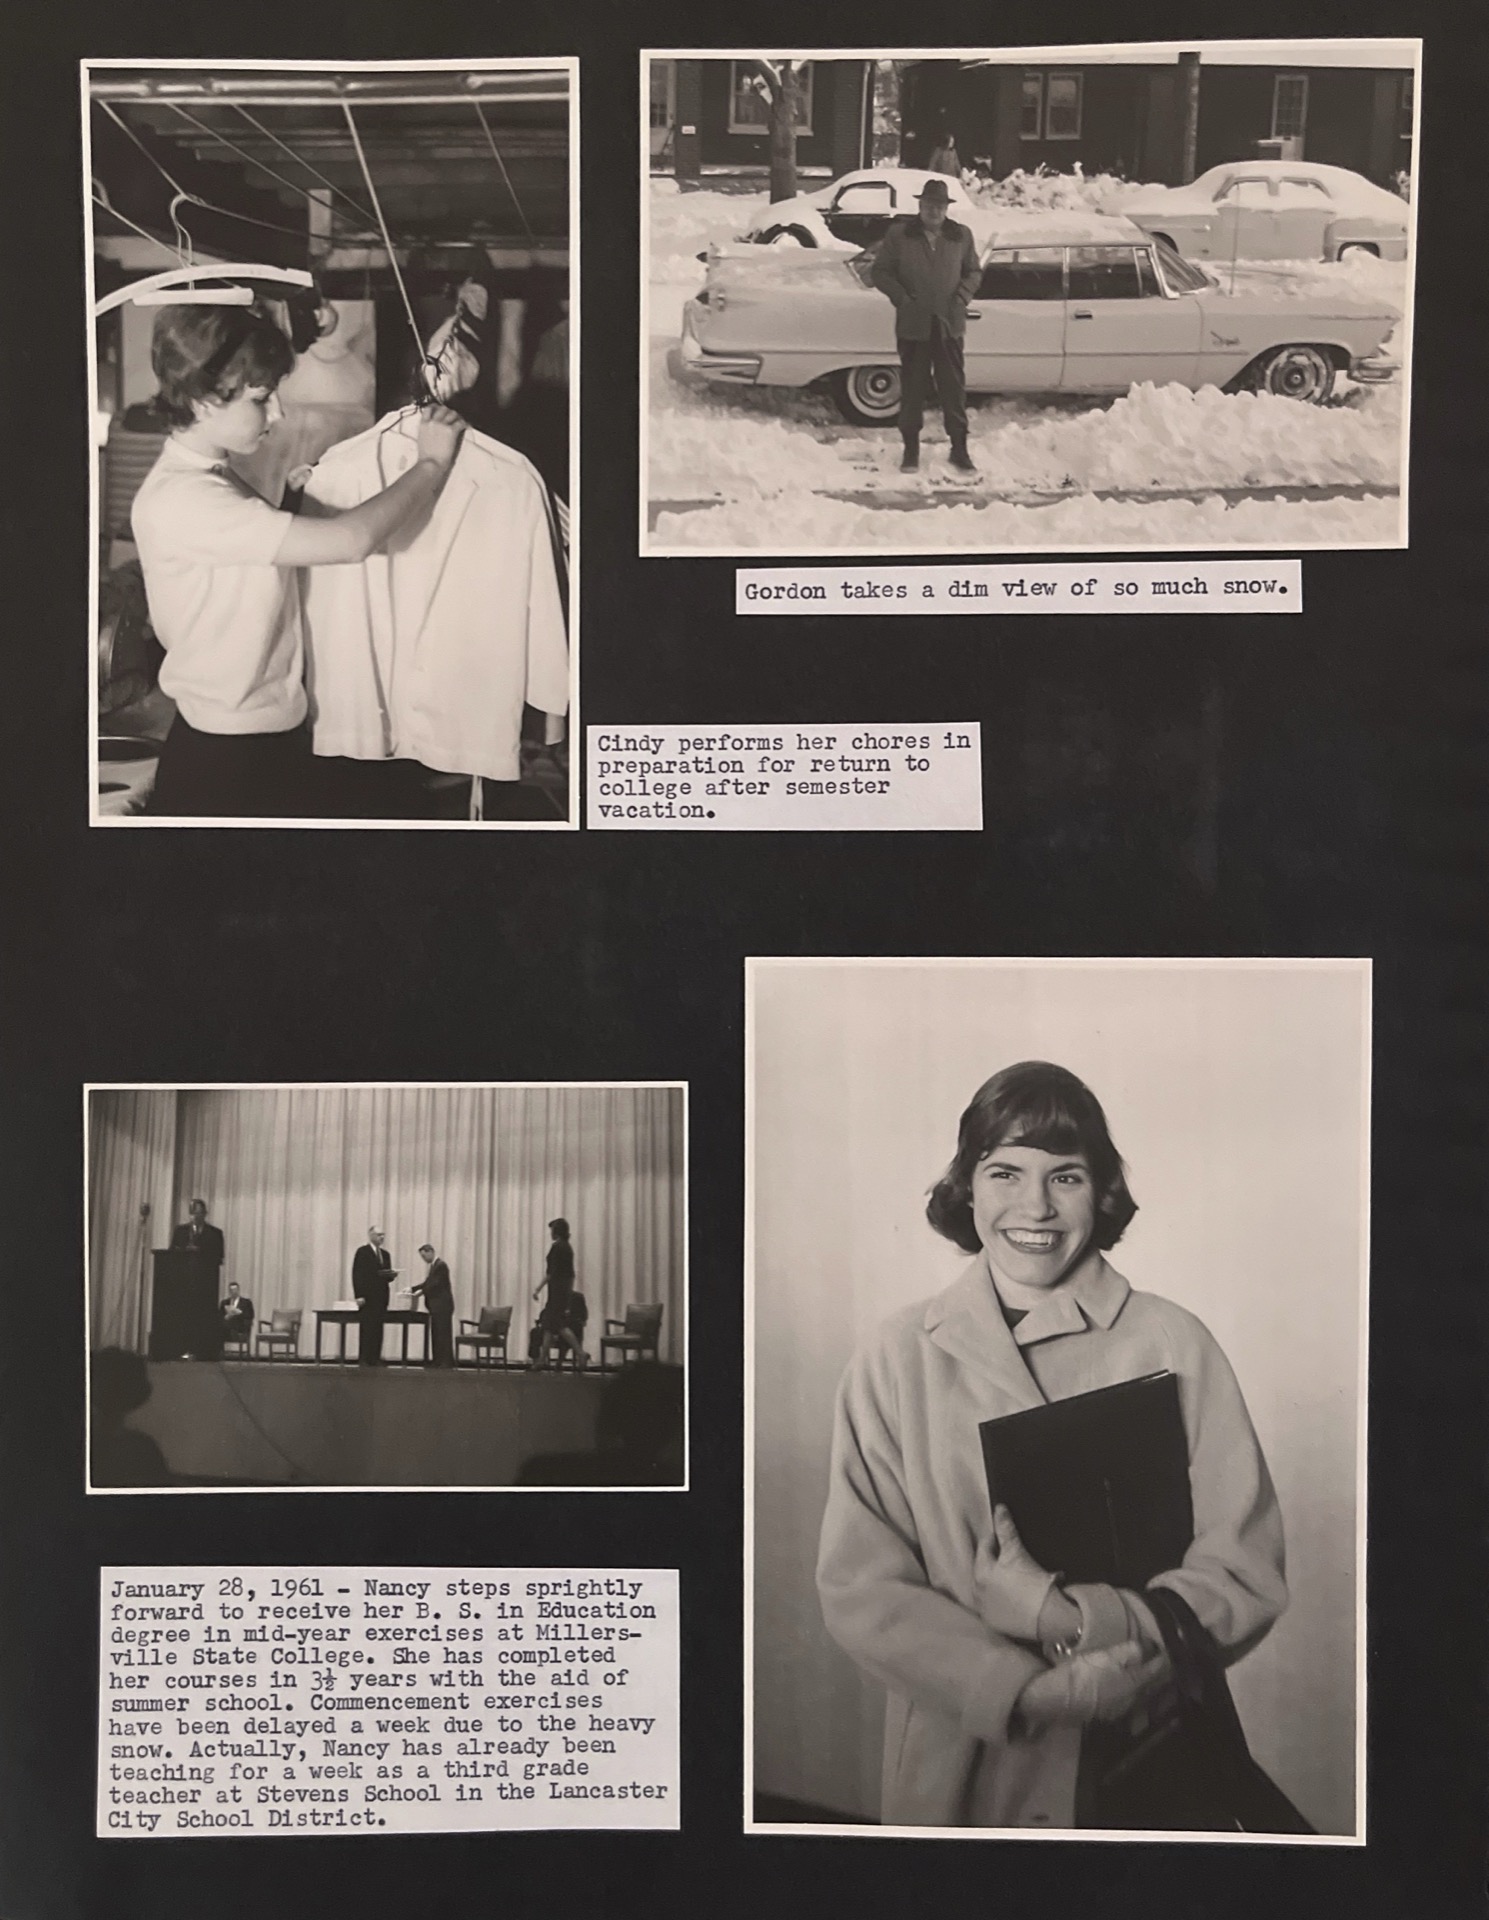 Gordon takes a dim view of so much snow.
Cindy performs her chores in
preparation for return to
college after semester
vacation.
January 28, 1961 - Nancy steps sprightly
forward to receive her B. S. in Education
degree in mid-year exercises at Millers-
ville State College. She has completed
her courses in 3½ years with the aid of
summer school. Commencement exercises
have been delayed a week due to the heavy
snow. Actually, Nancy has already been
teaching for a week as a third grade
teacher at Stevens School in the Lancaster
City School District.